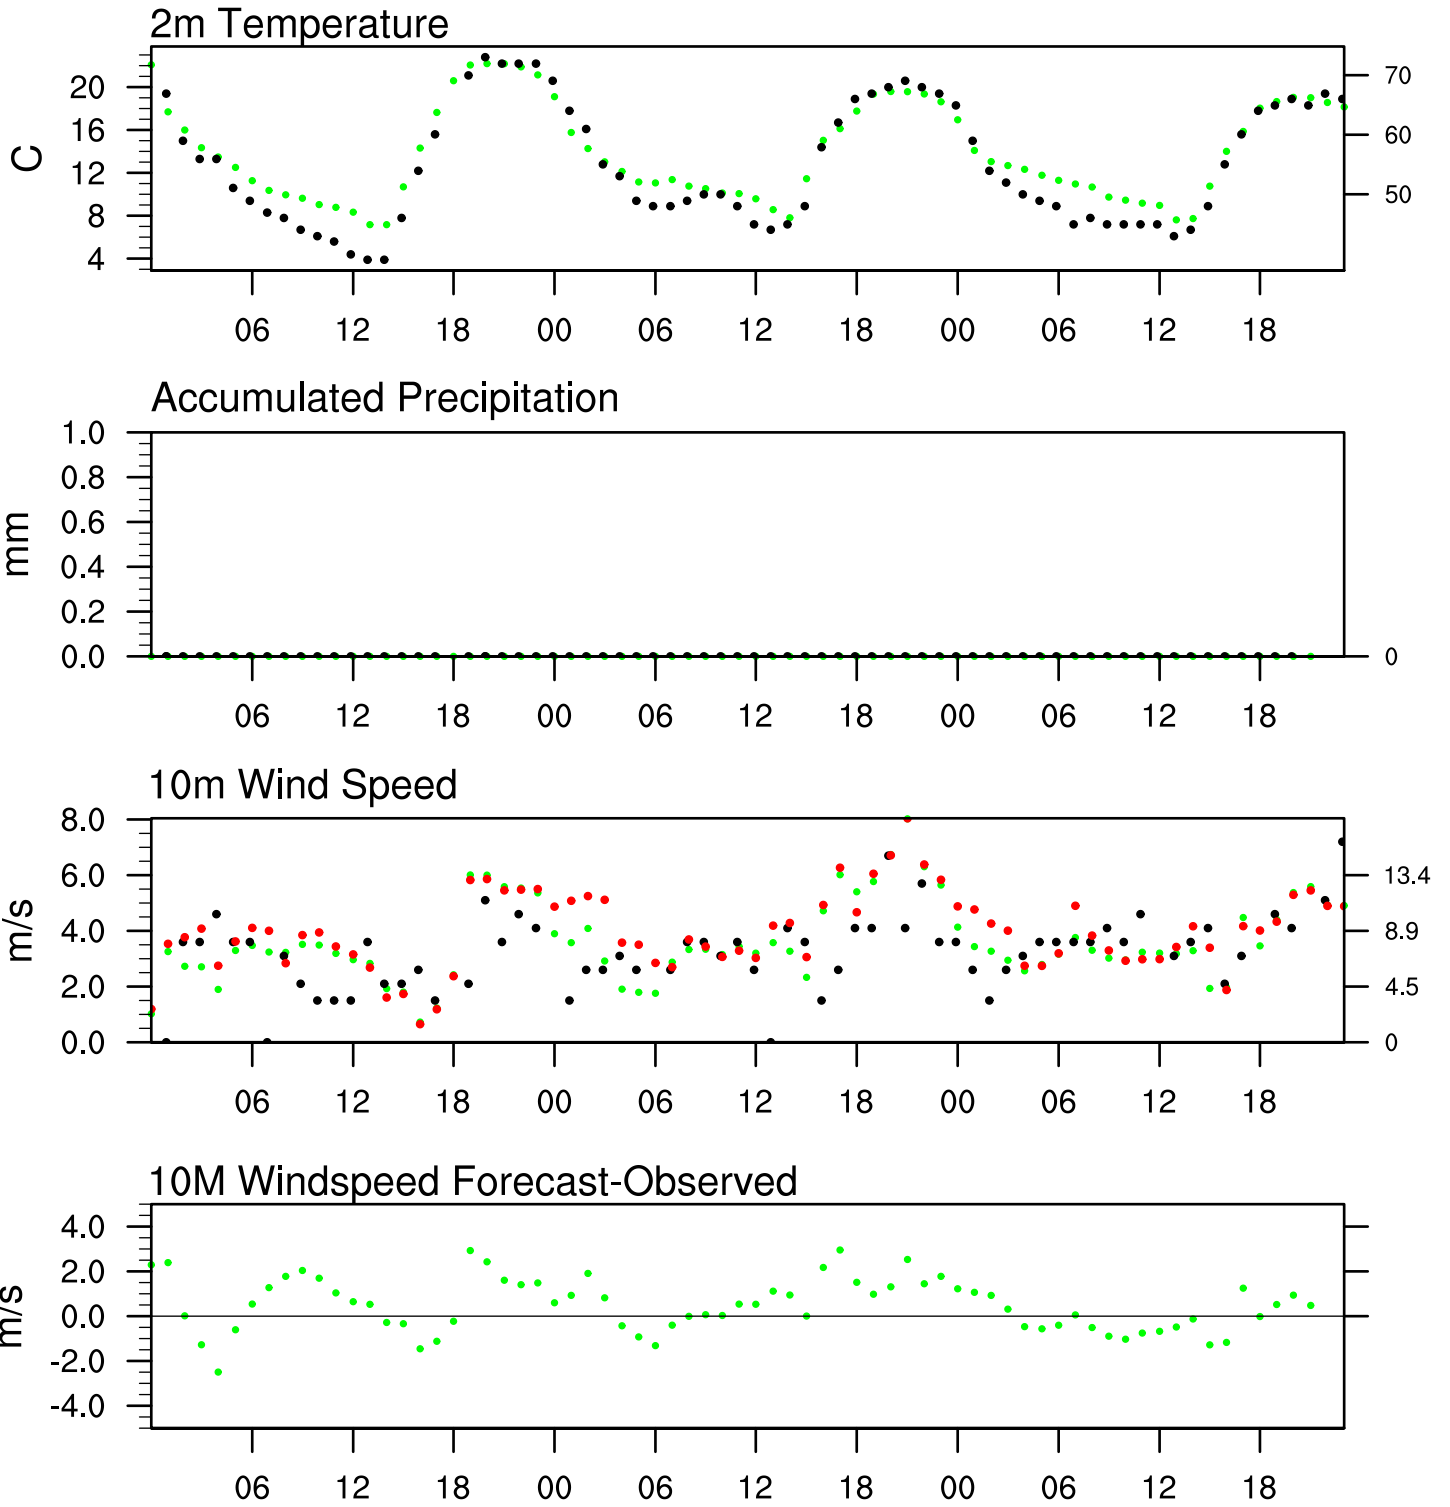 2m Temperature
20
16
12
8
4
C
70
60
50
06 12 18 00 06 12 18 00 06 12 18
Accumulated Precipitation
1.0
0.8
0.6
0.4
0.2
0.0
mm
0
06 12 18 00 06 12 18 00 06 12 18
10m Wind Speed
8.0
6.0
4.0
2.0
0.0
m/s
13.4
8.9
4.5
0
06 12 18 00 06 12 18 00 06 12 18
10M Windspeed Forecast-Observed
4.0
2.0
0.0
-2.0
-4.0
m/s
06 12 18 00 06 12 18 00 06 12 18